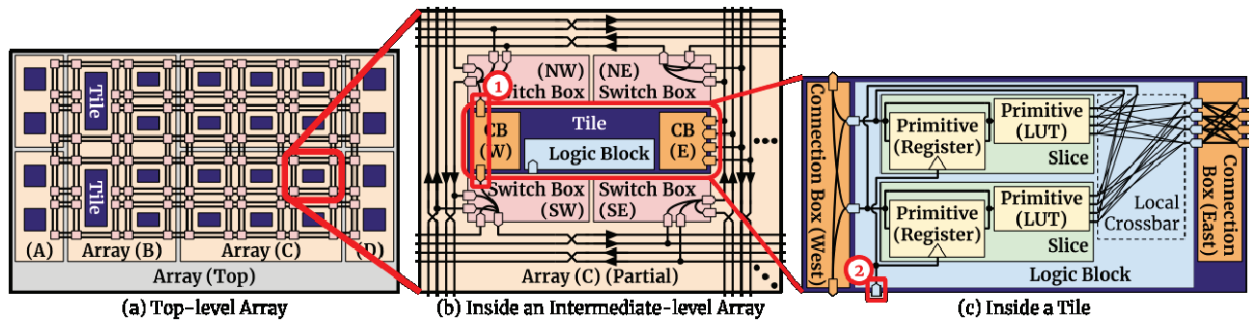 Tile
Tile
(A)
Array (B)
Array (C)
(D)
Array (Top)
(a) Top-level Array
(NW)
Switch Box
(NE)
Switch Box
1
CB
(W)
Tile
Logic Block
CB
(E)
Switch Box
(SW)
Switch Box
(SE)
Array (C) (Partial)
(b) Inside an Intermediate-level Array
Connection Box (West)
Primitive
(Register)
Primitive
(LUT)
Slice
Primitive
(Register)
Primitive
(LUT)
Slice
Local
Crossbar
Connection
Box (East)
2
Logic Block
(c) Inside a Tile